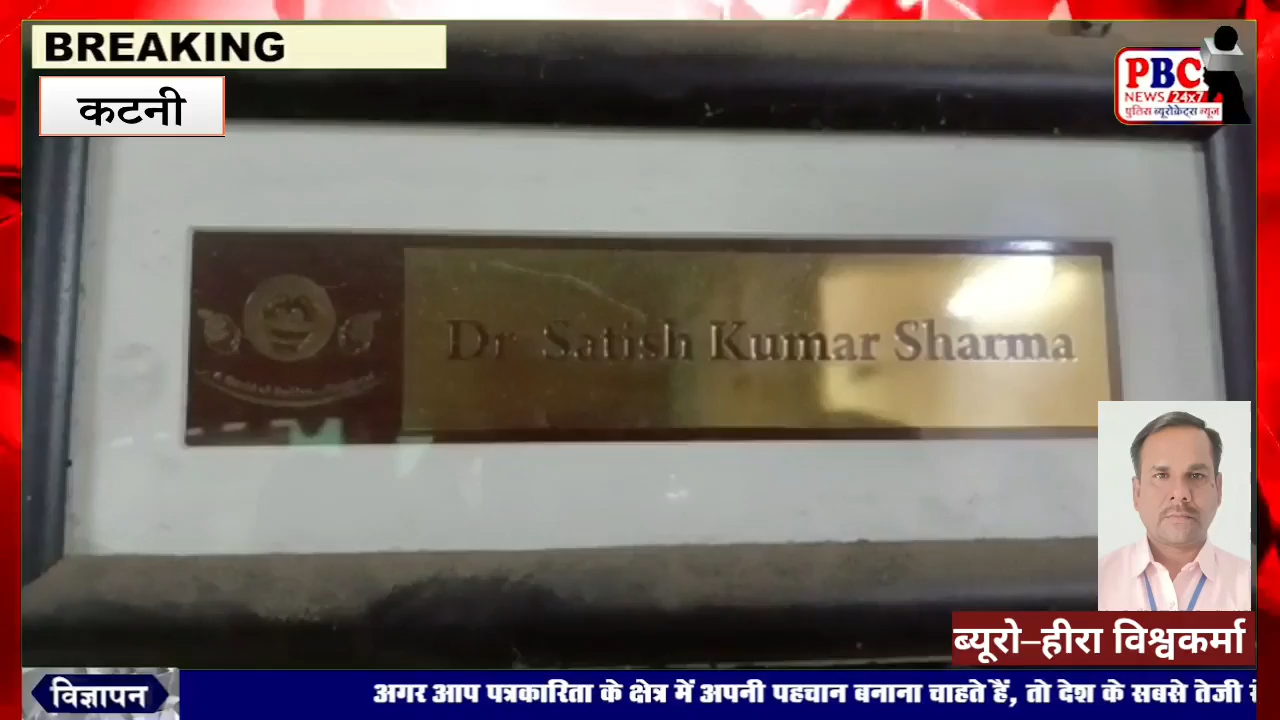 BREAKING
कटनी
PBC
NEWS 24x7
पुलिस ब्यूरोक्रेट्स न्यूज
Dr Satish Kumar Sharma
ब्यूरो–हीरा विश्वकर्मा
विज्ञापन
अगर आप पत्रकारिता के क्षेत्र में अपनी पहचान बनाना चाहते हैं, तो देश के सबसे तेजी